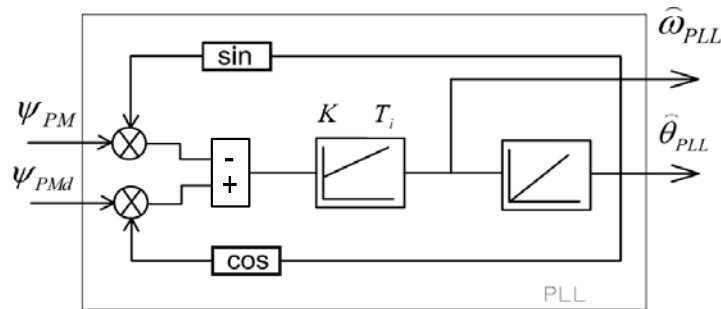 sin
ω̂_PLL
ψ_PM
K T_i
θ̂_PLL
-
+
ψ_PMd
cos
PLL